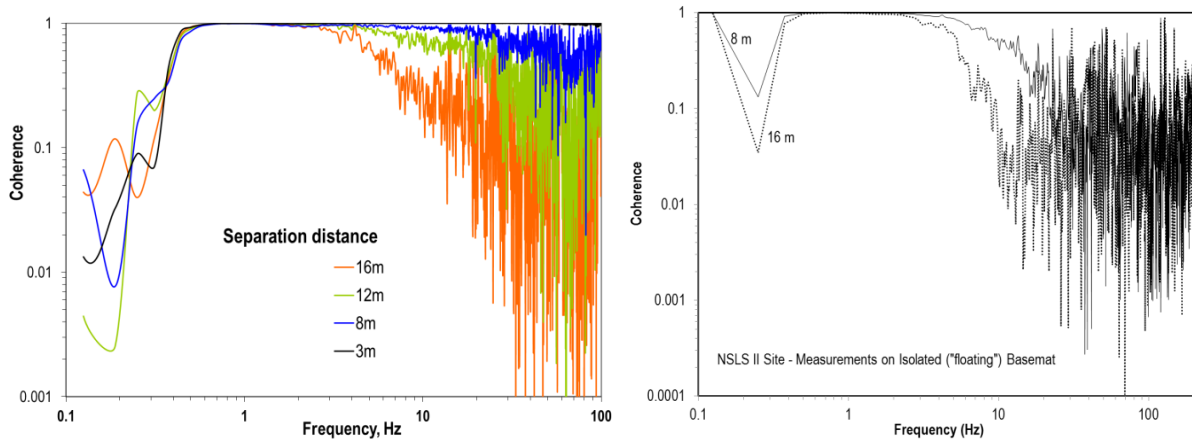 1
0.1
0.01
0.001
Coherence
0.1
1
10
100
Frequency, Hz
Separation distance
16m
12m
8m
3m
1
0.1
0.01
0.001
0.0001
Coherence
0.1
1
10
100
Frequency (Hz)
8 m
16 m
NSLS II Site - Measurements on Isolated ("floating") Basemat